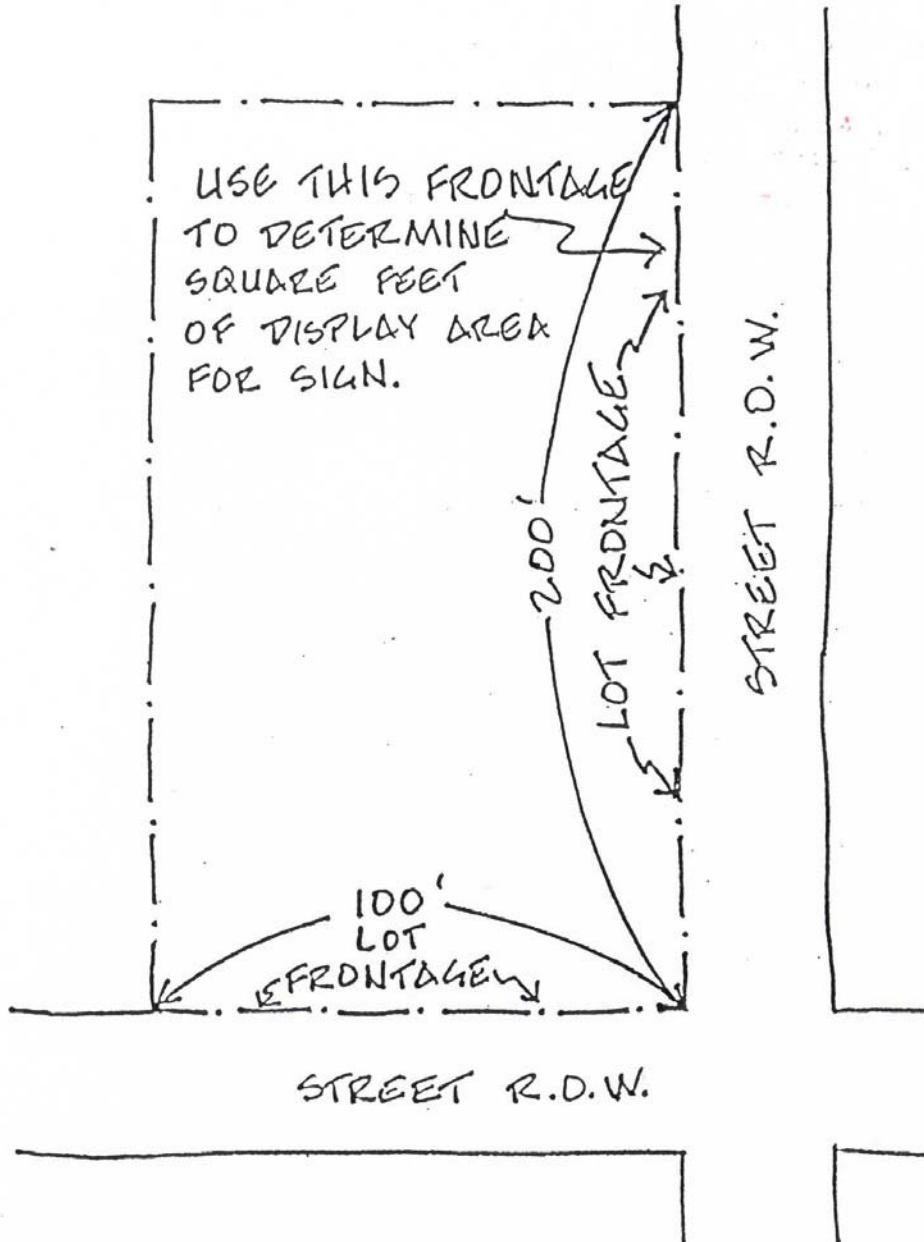 USE THIS FRONTAGE
TO DETERMINE
SQUARE FEET
OF DISPLAY AREA
FOR SIGN.
200'
LOT FRONTAGE
STREET R.O.W.
100'
LOT
FRONTAGE
STREET R.O.W.